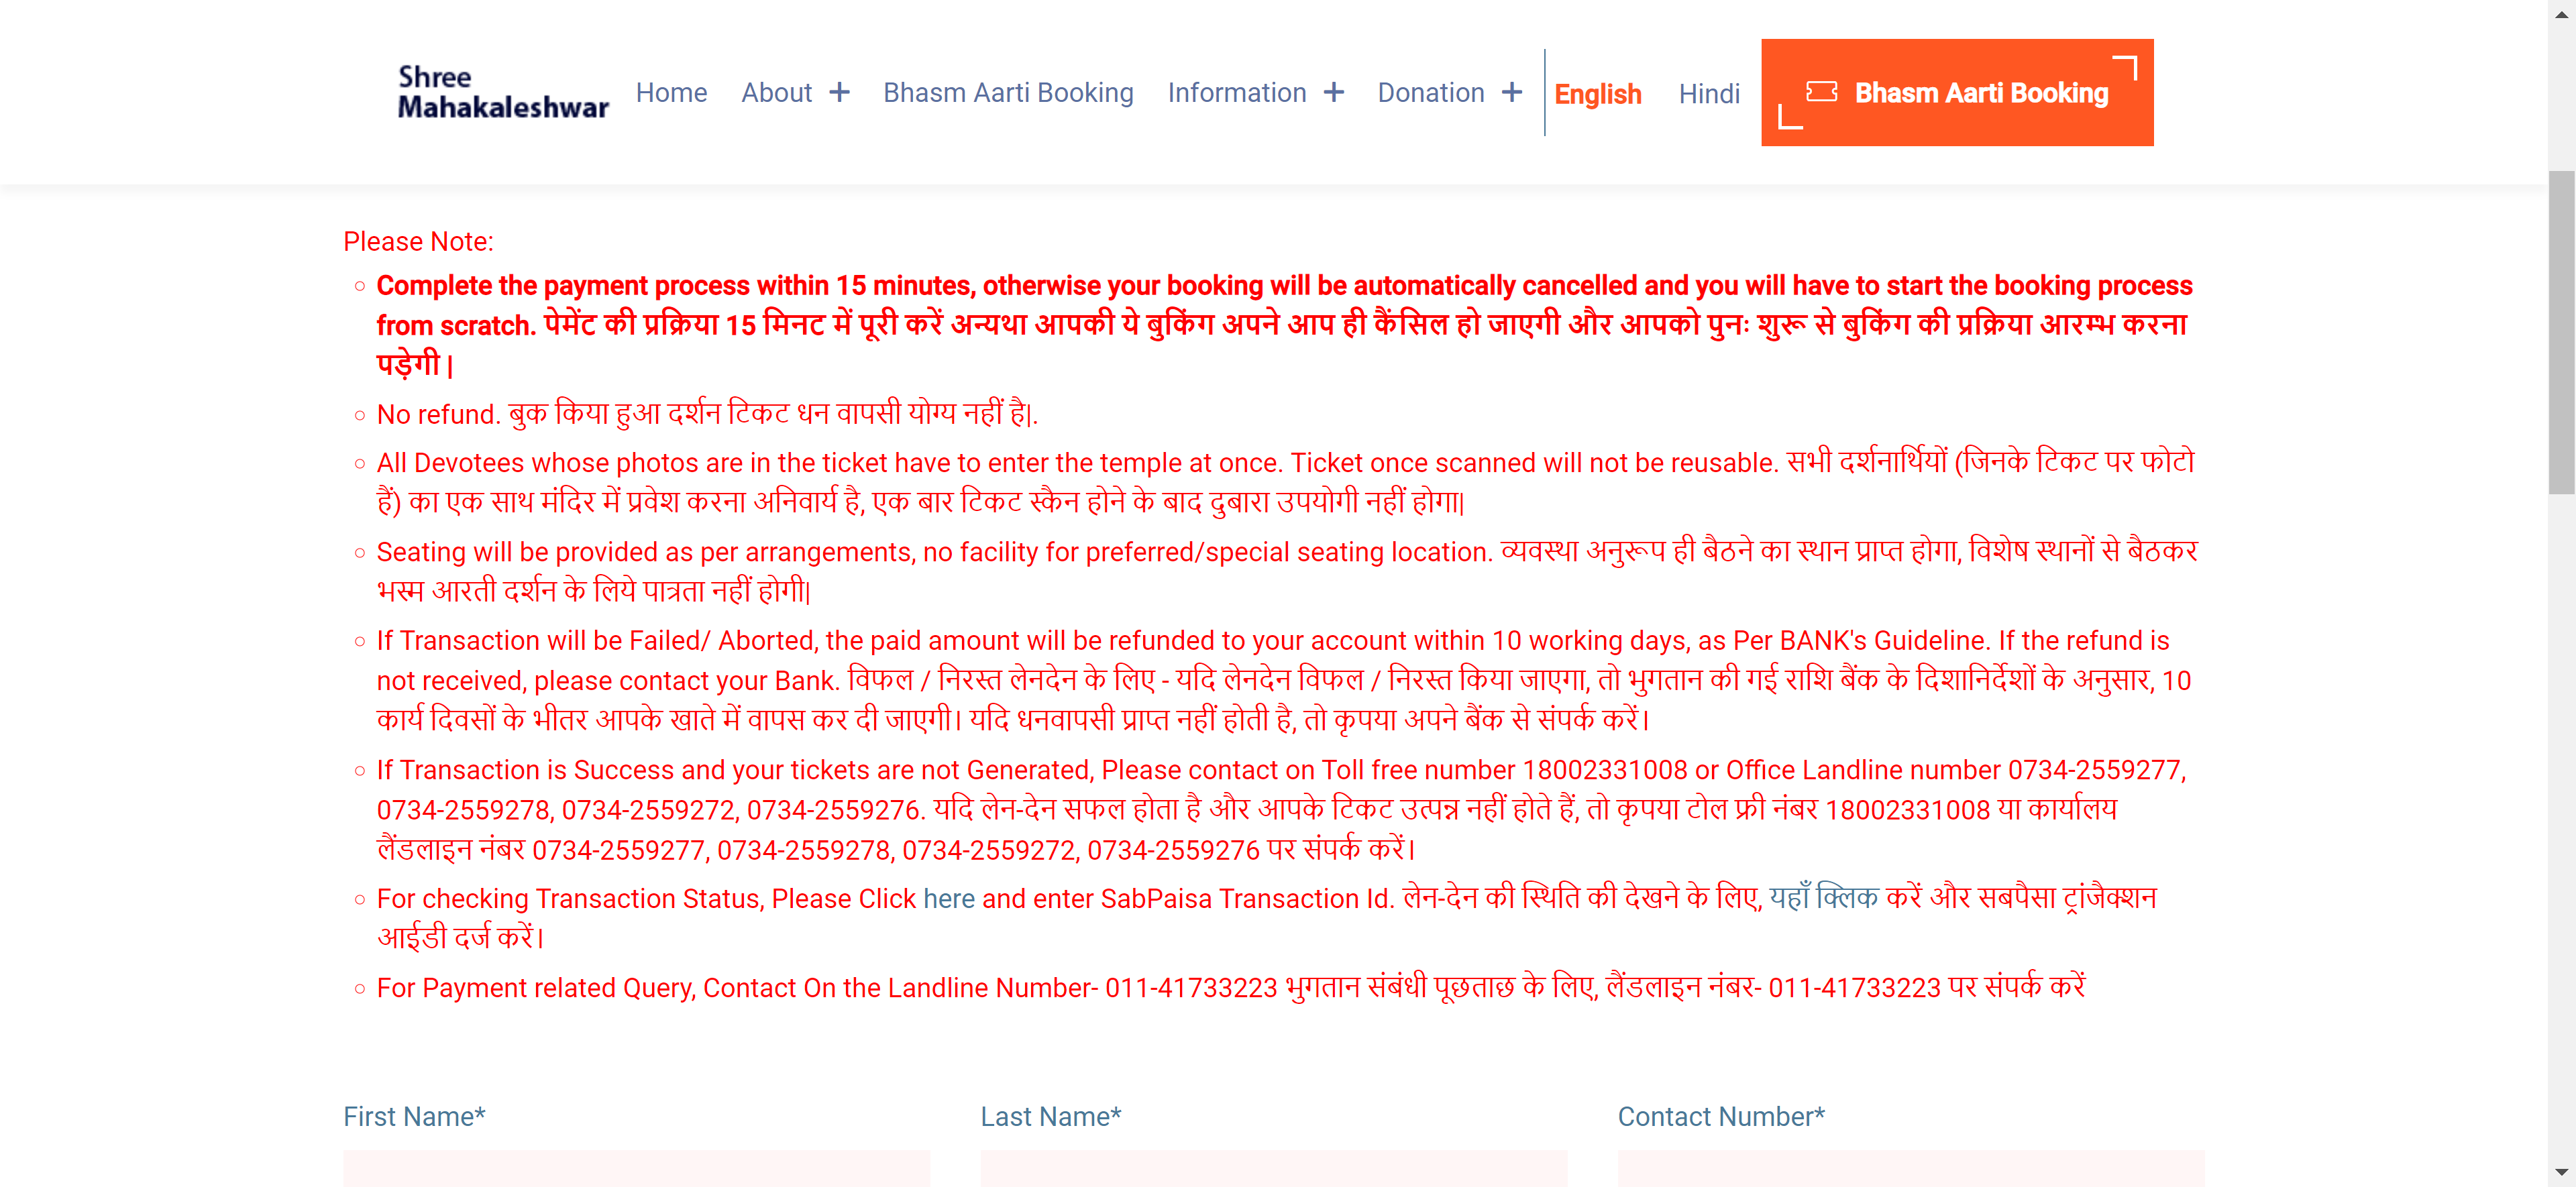 Shree
Mahakaleshwar
Home About + Bhasm Aarti Booking Information + Donation + English Hindi Bhasm Aarti Booking
Please Note:
Complete the payment process within 15 minutes, otherwise your booking will be automatically cancelled and you will have to start the booking process
from scratch. पेमेंट की प्रक्रिया 15 मिनट में पूरी करें अन्यथा आपकी ये बुकिंग अपने आप ही कैंसिल हो जाएगी और आपको पुनः शुरू से बुकिंग की प्रक्रिया आरम्भ करना
पड़ेगी |
No refund. बुक किया हुआ दर्शन टिकट धन वापसी योग्य नहीं है|.
All Devotees whose photos are in the ticket have to enter the temple at once. Ticket once scanned will not be reusable. सभी दर्शनार्थियों (जिनके टिकट पर फोटो
हैं) का एक साथ मंदिर में प्रवेश करना अनिवार्य है, एक बार टिकट स्कैन होने के बाद दुबारा उपयोगी नहीं होगा|
Seating will be provided as per arrangements, no facility for preferred/special seating location. व्यवस्था अनुरूप ही बैठने का स्थान प्राप्त होगा, विशेष स्थानों से बैठकर
भस्म आरती दर्शन के लिये पात्रता नहीं होगी|
If Transaction will be Failed/ Aborted, the paid amount will be refunded to your account within 10 working days, as Per BANK's Guideline. If the refund is
not received, please contact your Bank. विफल / निरस्त लेनदेन के लिए - यदि लेनदेन विफल / निरस्त किया जाएगा, तो भुगतान की गई राशि बैंक के दिशानिर्देशों के अनुसार, 10
कार्य दिवसों के भीतर आपके खाते में वापस कर दी जाएगी। यदि धनवापसी प्राप्त नहीं होती है, तो कृपया अपने बैंक से संपर्क करें।
If Transaction is Success and your tickets are not Generated, Please contact on Toll free number 18002331008 or Office Landline number 0734-2559277,
0734-2559278, 0734-2559272, 0734-2559276. यदि लेन-देन सफल होता है और आपके टिकट उत्पन्न नहीं होते हैं, तो कृपया टोल फ्री नंबर 18002331008 या कार्यालय
लैंडलाइन नंबर 0734-2559277, 0734-2559278, 0734-2559272, 0734-2559276 पर संपर्क करें।
For checking Transaction Status, Please Click here and enter SabPaisa Transaction Id. लेन-देन की स्थिति की देखने के लिए, यहाँ क्लिक करें और सबपैसा ट्रांजैक्शन
आईडी दर्ज करें।
For Payment related Query, Contact On the Landline Number- 011-41733223 भुगतान संबंधी पूछताछ के लिए, लैंडलाइन नंबर- 011-41733223 पर संपर्क करें
First Name* Last Name* Contact Number*